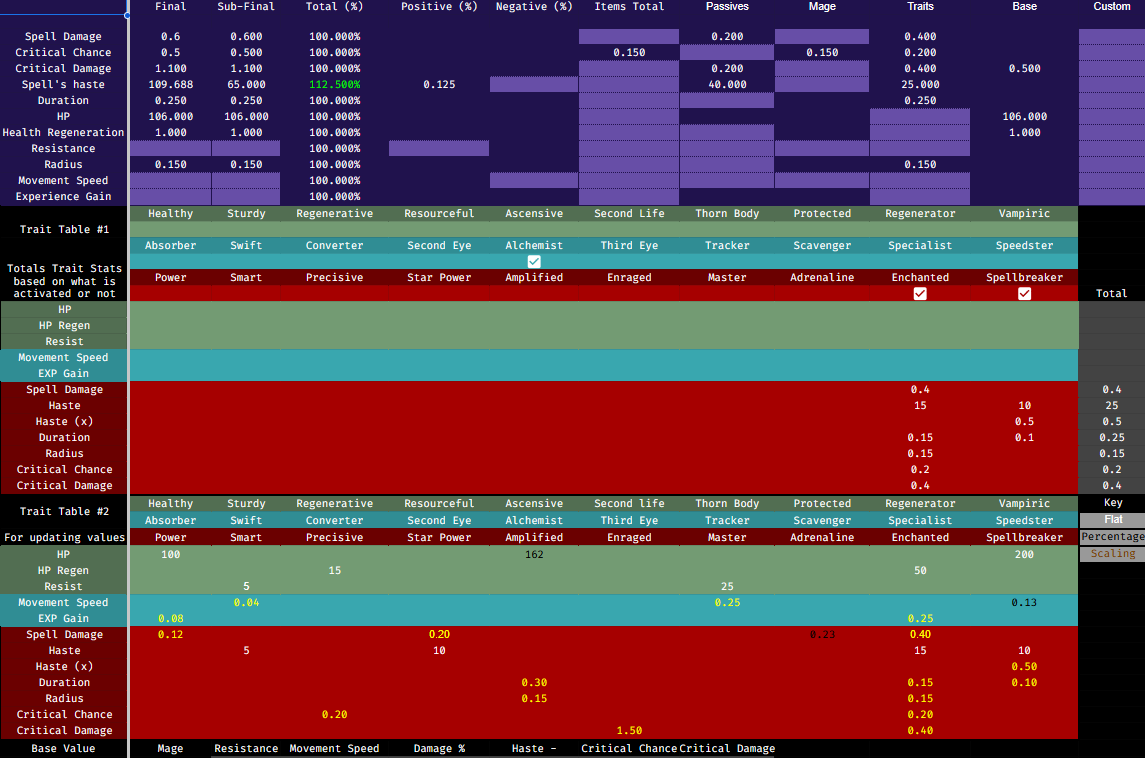 Final Sub-Final Total (%) Positive (%) Negative (%) Items Total Passives Mage Traits Base Custom
Spell Damage 0.6 0.600 100.000% 0.200 0.400
Critical Chance 0.5 0.500 100.000% 0.150 0.150 0.200
Critical Damage 1.100 1.100 100.000% 0.200 0.400 0.500
Spell's haste 109.688 65.000 112.500% 0.125 40.000 25.000
Duration 0.250 0.250 100.000% 0.250
HP 106.000 106.000 100.000% 106.000
Health Regeneration 1.000 1.000 100.000% 1.000
Resistance 100.000%
Radius 0.150 0.150 100.000% 0.150
Movement Speed 100.000%
Experience Gain 100.000%
Healthy Sturdy Regenerative Resourceful Ascensive Second Life Thorn Body Protected Regenerator Vampiric
Trait Table #1
Absorber Swift Converter Second Eye Alchemist Third Eye Tracker Scavenger Specialist Speedster
Totals Trait Stats
based on what is
activated or not
Power Smart Precisive Star Power Amplified Enraged Master Adrenaline Enchanted Spellbreaker
Total
HP
HP Regen
Resist
Movement Speed
EXP Gain
Spell Damage 0.4 0.4
Haste 15 10 25
Haste (x) 0.5 0.5
Duration 0.15 0.1 0.25
Radius 0.15 0.15
Critical Chance 0.2 0.2
Critical Damage 0.4 0.4
Healthy Sturdy Regenerative Resourceful Ascensive Second life Thorn Body Protected Regenerator Vampiric Key
Trait Table #2
Absorber Swift Converter Second Eye Alchemist Third Eye Tracker Scavenger Specialist Speedster Flat
For updating values Power Smart Precisive Star Power Amplified Enraged Master Adrenaline Enchanted Spellbreaker Percentage
HP 100 162 200 Scaling
HP Regen 15 50
Resist 5 25
Movement Speed 0.04 0.25 0.13
EXP Gain 0.08 0.25
Spell Damage 0.12 0.20 0.23 0.40
Haste 5 10 15 10
Haste (x) 0.50
Duration 0.30 0.15 0.10
Radius 0.15 0.15
Critical Chance 0.20 0.20
Critical Damage 1.50 0.40
Base Value Mage Resistance Movement Speed Damage % Haste - Critical Chance Critical Damage